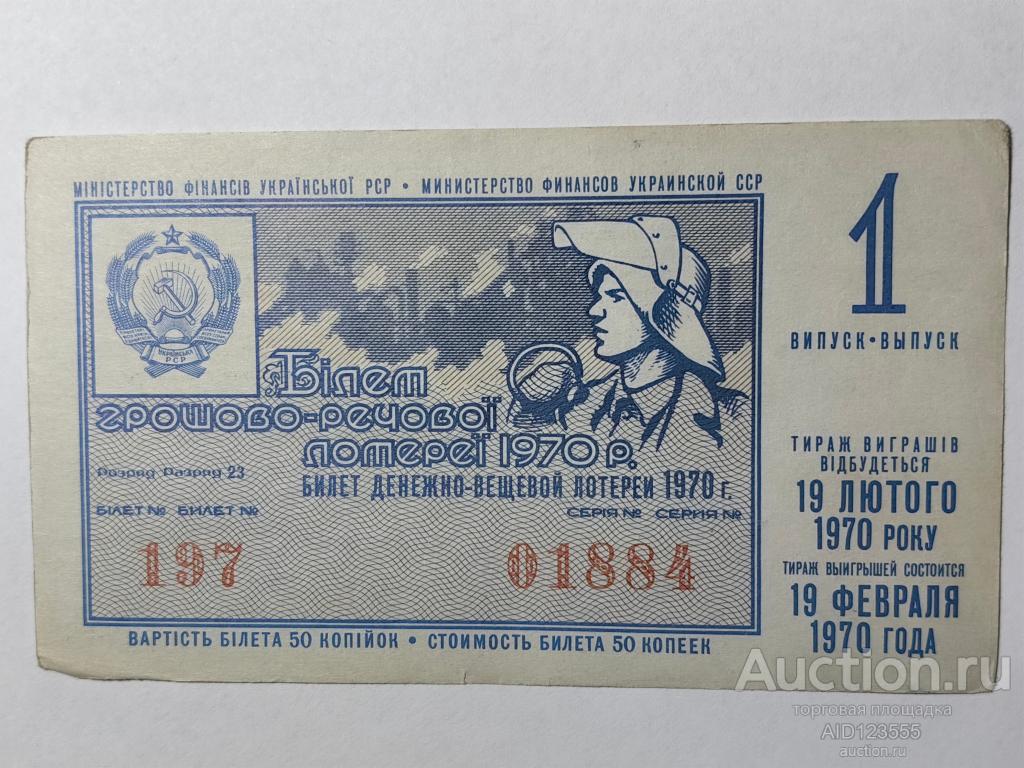 МІНІСТЕРСТВО ФІНАНСІВ УКРАЇНСЬКОЇ РСР • МИНИСТЕРСТВО ФИНАНСОВ УКРАИНСКОЙ ССР
УКРАЇНСЬКА
РСР
1
ВИПУСК • ВЫПУСК
Білет
грошово-речової
лотереї 1970 р.
БИЛЕТ ДЕНЕЖНО-ВЕЩЕВОЙ ЛОТЕРЕИ 1970 г.
Розряд Разряд 23
БІЛЕТ № БИЛЕТ №
СЕРІЯ № СЕРИЯ №
197
01884
ТИРАЖ ВИГРАШІВ
ВІДБУДЕТЬСЯ
19 ЛЮТОГО
1970 РОКУ
ТИРАЖ ВЫИГРЫШЕЙ СОСТОИТСЯ
19 ФЕВРАЛЯ
1970 ГОДА
ВАРТІСТЬ БІЛЕТА 50 КОПІЙОК • СТОИМОСТЬ БИЛЕТА 50 КОПЕЕК
Auction.ru
торговая площадка
AID123555
auction.ru